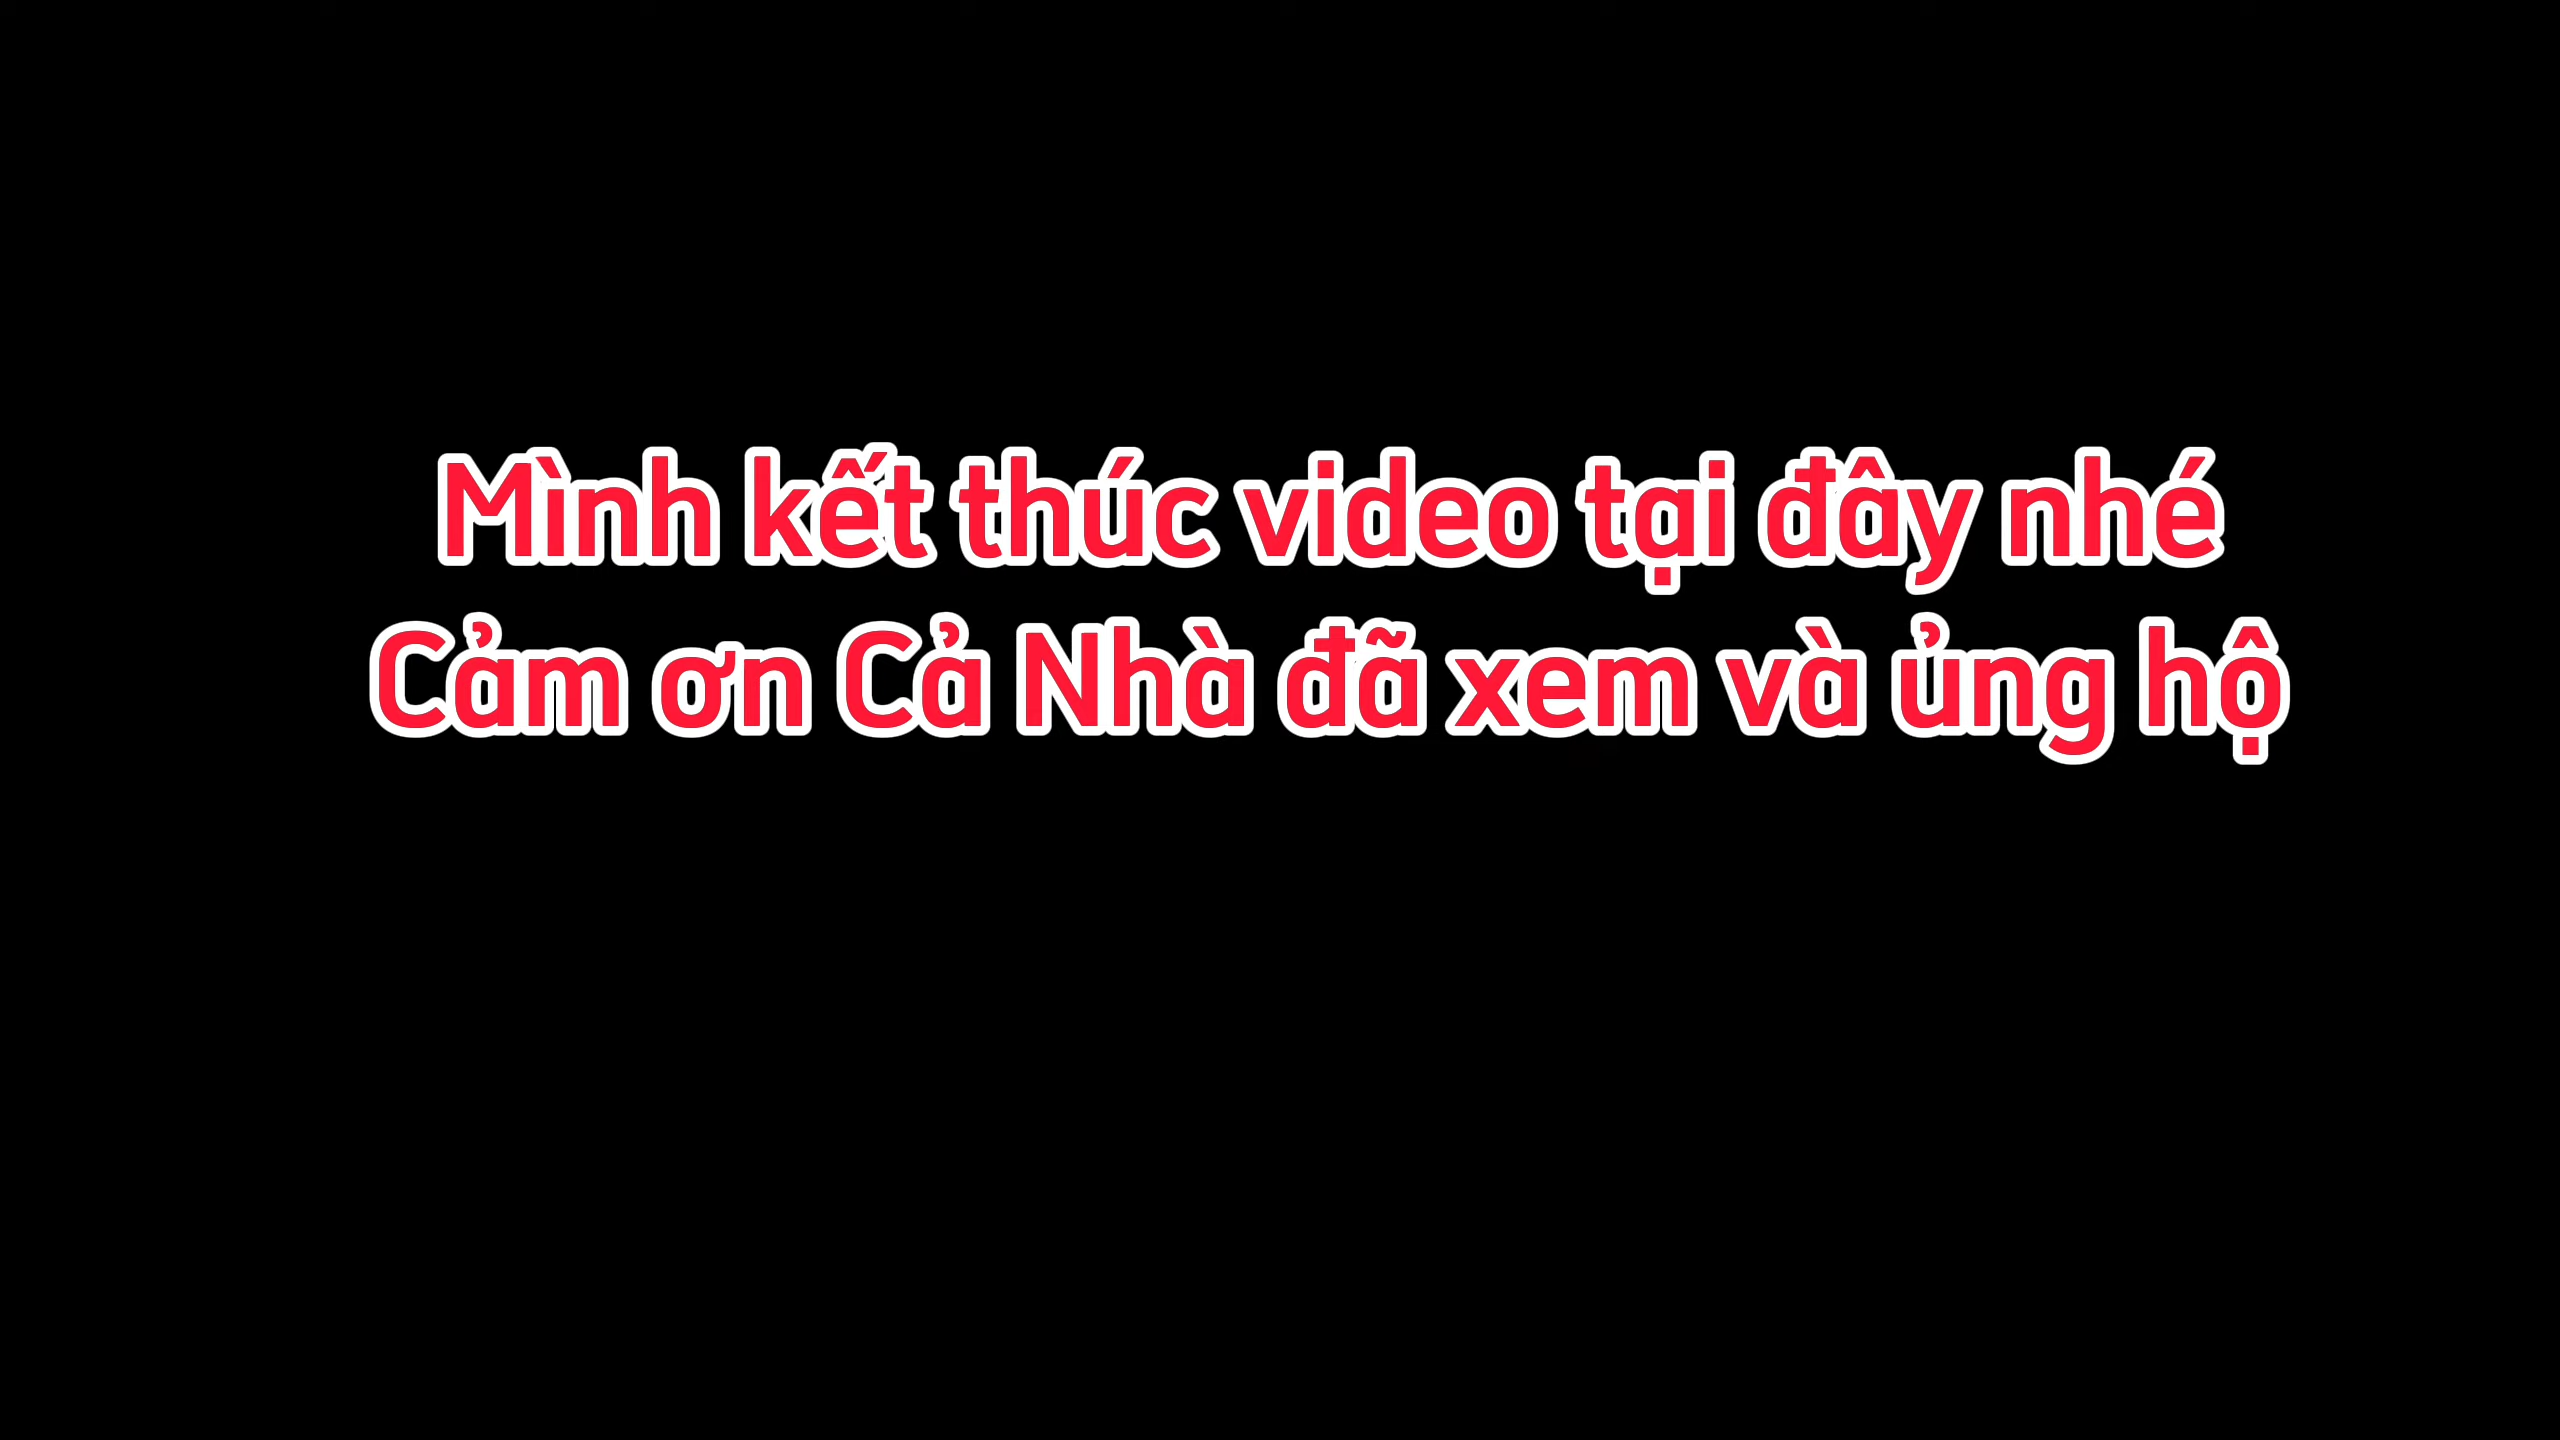 Mình kết thúc video tại đây nhé
Cảm ơn Cả Nhà đã xem và ủng hộ